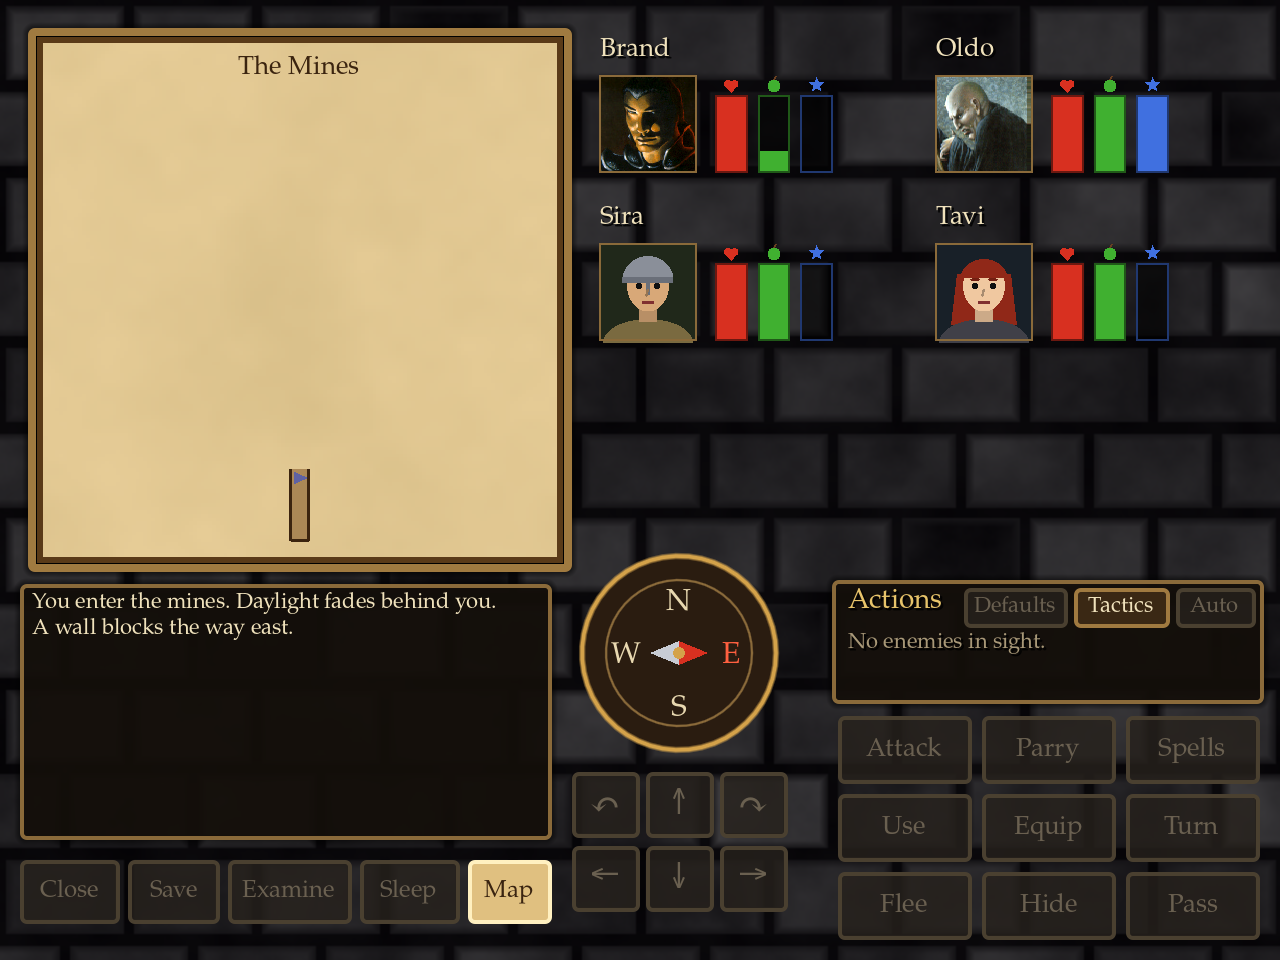 The Mines
Brand
Oldo
Sira
Tavi
You enter the mines. Daylight fades behind you.
A wall blocks the way east.
N
W
E
S
Actions
Defaults
Tactics
Auto
No enemies in sight.
Attack
Parry
Spells
Use
Equip
Turn
Flee
Hide
Pass
Close
Save
Examine
Sleep
Map